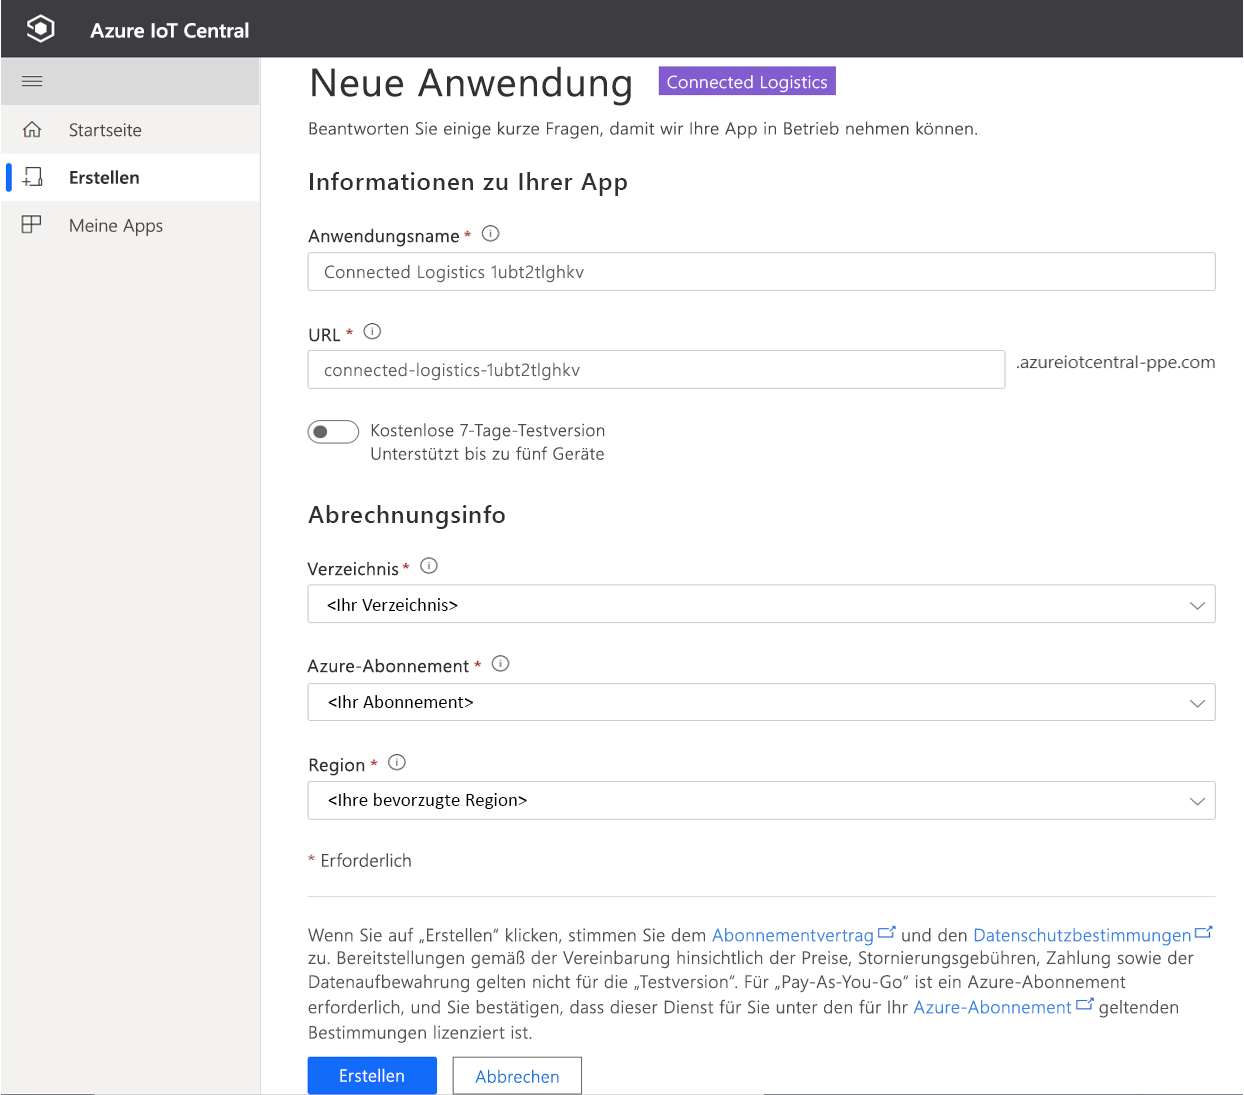 Azure IoT Central
Neue Anwendung Connected Logistics
Startseite
Erstellen
Meine Apps
Beantworten Sie einige kurze Fragen, damit wir Ihre App in Betrieb nehmen können.
Informationen zu Ihrer App
Anwendungsname *
Connected Logistics 1ubt2tlghkv
URL *
connected-logistics-1ubt2tlghkv .azureiotcentral-ppe.com
Kostenlose 7-Tage-Testversion
Unterstützt bis zu fünf Geräte
Abrechnungsinfo
Verzeichnis *
<Ihr Verzeichnis>
Azure-Abonnement *
<Ihr Abonnement>
Region *
<Ihre bevorzugte Region>
* Erforderlich
Wenn Sie auf „Erstellen“ klicken, stimmen Sie dem Abonnementvertrag und den Datenschutzbestimmungen
zu. Bereitstellungen gemäß der Vereinbarung hinsichtlich der Preise, Stornierungsgebühren, Zahlung sowie der
Datenaufbewahrung gelten nicht für die „Testversion“. Für „Pay-As-You-Go“ ist ein Azure-Abonnement
erforderlich, und Sie bestätigen, dass dieser Dienst für Sie unter den für Ihr Azure-Abonnement geltenden
Bestimmungen lizenziert ist.
Erstellen Abbrechen